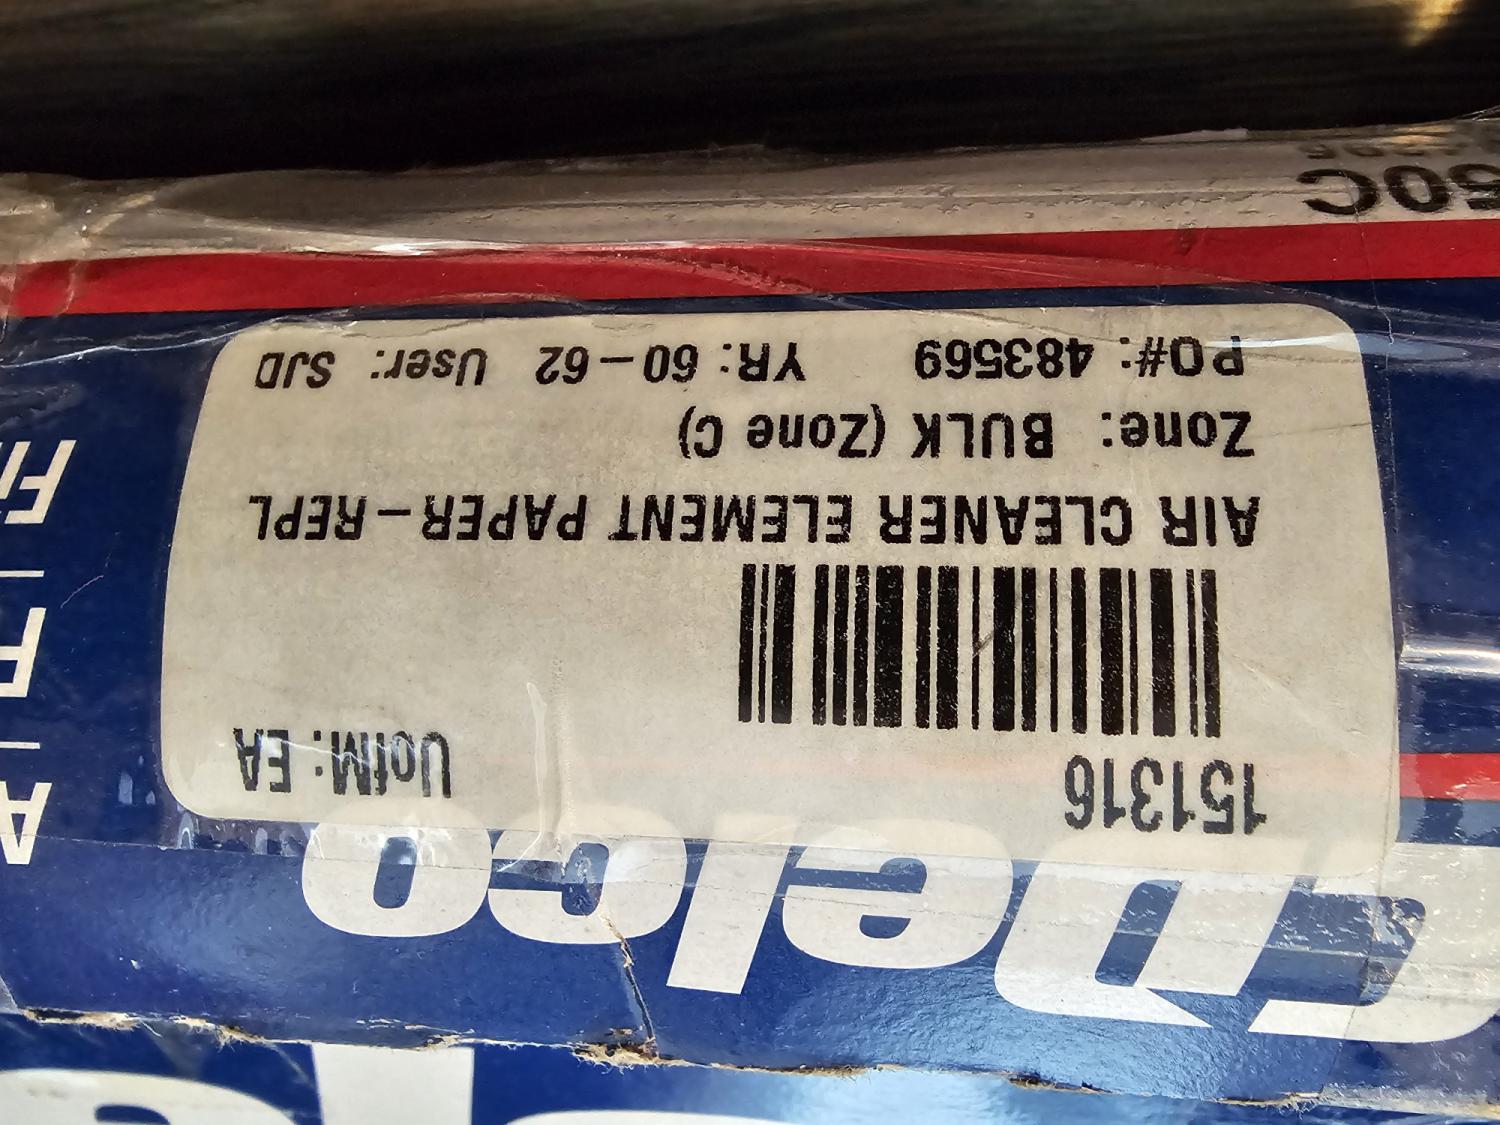 151316
UofM: EA
AIR CLEANER ELEMENT PAPER-REPL
Zone: BULK (Zone C)
PO#: 483569 YR: 60-62 User: SJD
Delco
50C